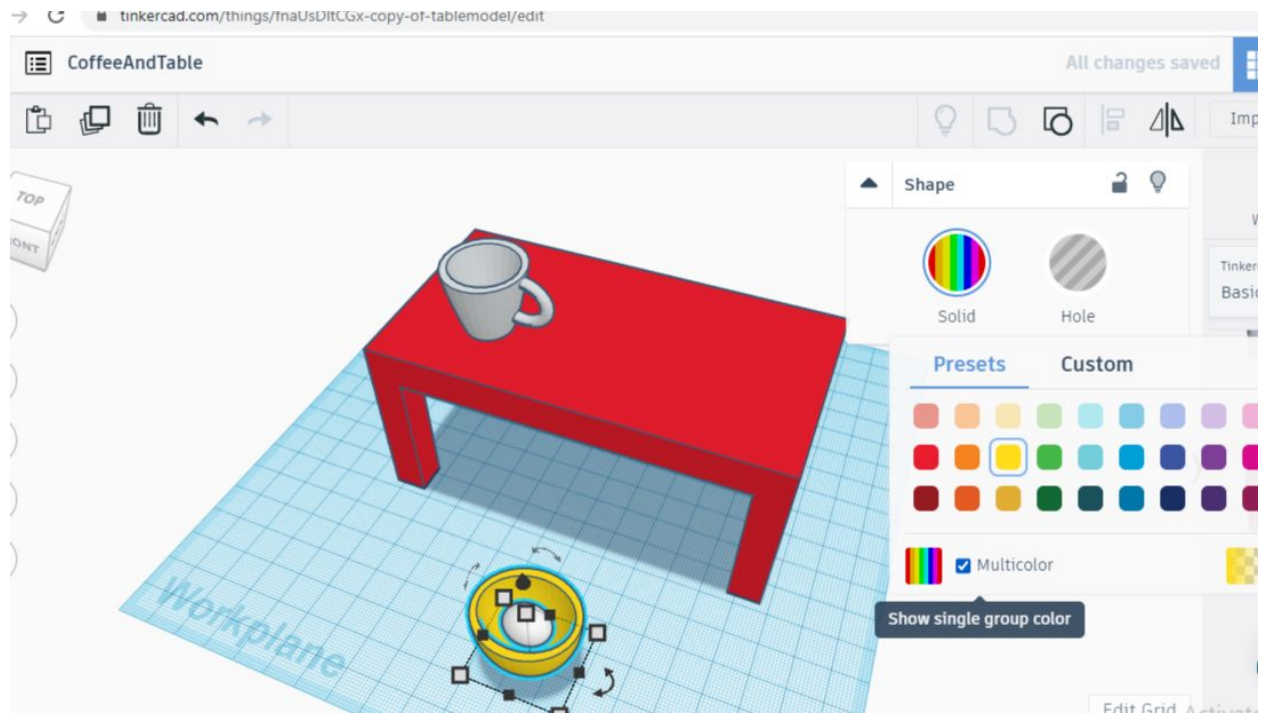 tinkercad.com/things/fnaUsDltCGx-copy-of-tablemodel/edit
CoffeeAndTable
All changes saved
Imp
TOP
ONT
Shape
Solid
Hole
Tinker
Basic
Presets
Custom
Multicolor
Show single group color
Workplane
Edit Grid
Activate